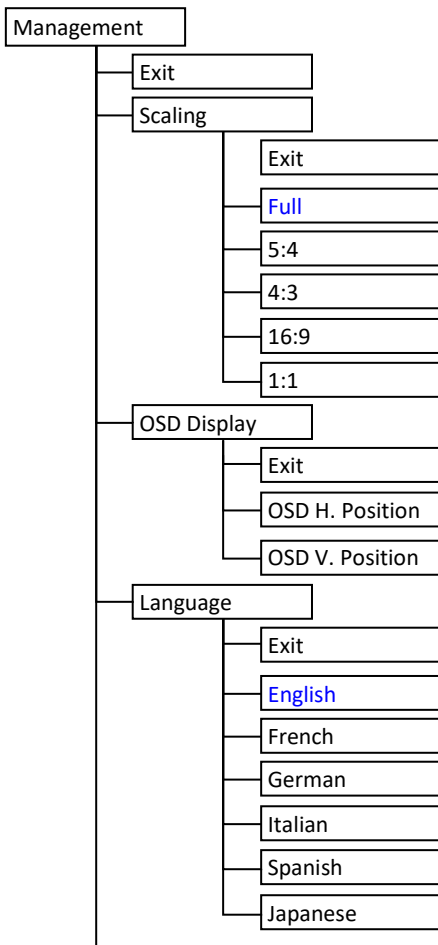 Management
Exit
Scaling
Exit
Full
5:4
4:3
16:9
1:1
OSD Display
Exit
OSD H. Position
OSD V. Position
Language
Exit
English
French
German
Italian
Spanish
Japanese